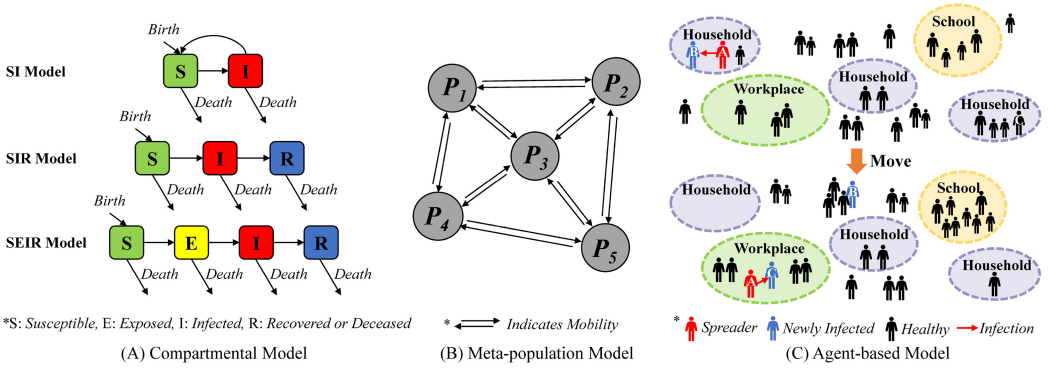 Birth
SI Model
S
I
Death
Death
Birth
SIR Model
S
I
R
Death
Death
Death
Birth
SEIR Model
S
E
I
R
Death
Death
Death
Death
*S: Susceptible, E: Exposed, I: Infected, R: Recovered or Deceased
(A) Compartmental Model
P1
P2
P3
P4
P5
* Indicates Mobility
(B) Meta-population Model
Household
B
A
School
Household
Workplace
Household
C
Move
Household
B
School
Workplace
A
C
Household
Household
* Spreader Newly Infected Healthy Infection
(C) Agent-based Model